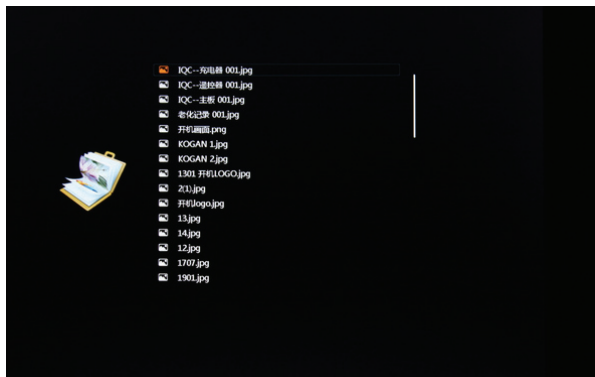 IQC--充电器 001.jpg
IQC--遥控器 001.jpg
IQC--主板 001.jpg
老化记录 001.jpg
开机画面.png
KOGAN 1.jpg
KOGAN 2.jpg
1301 开机LOGO.jpg
2(1).jpg
开机logo.jpg
13.jpg
14.jpg
12.jpg
1707.jpg
1901.jpg